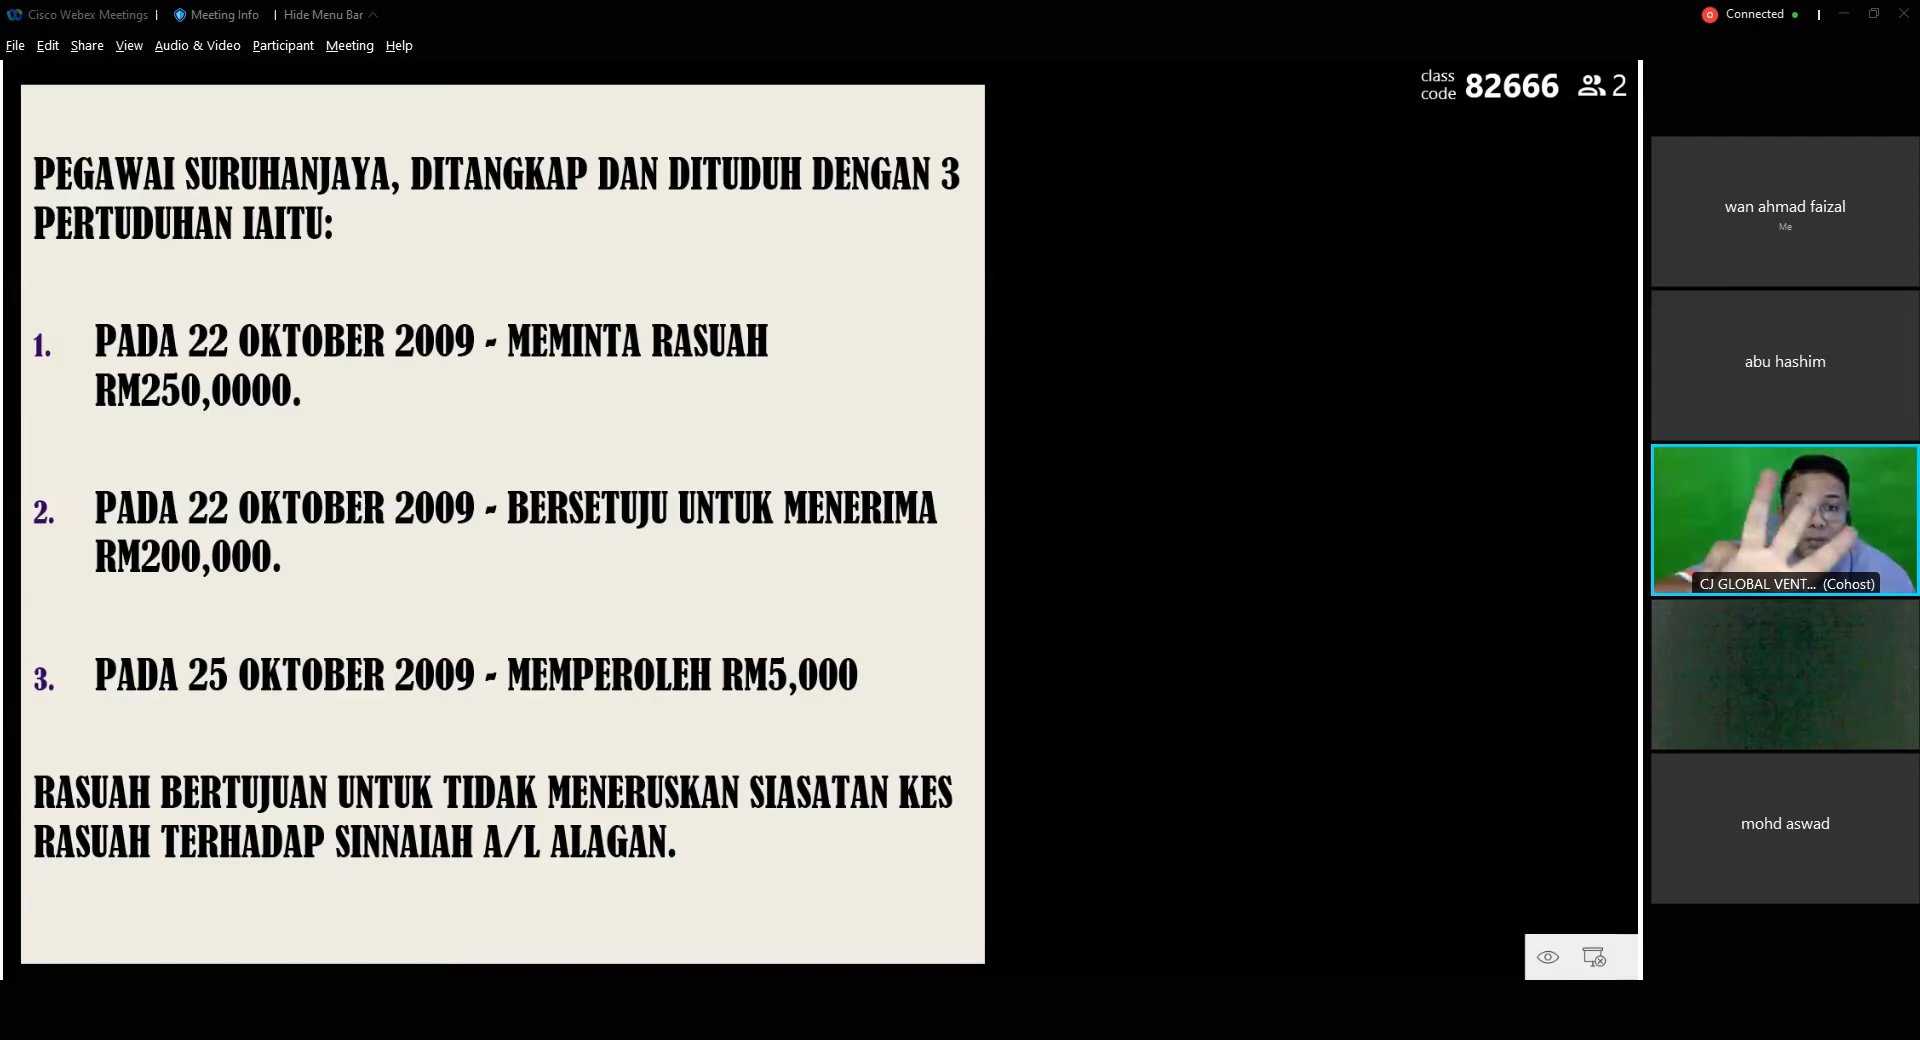 Cisco Webex Meetings | Meeting Info | Hide Menu Bar
Connected
File Edit Share View Audio & Video Participant Meeting Help
class code 82666 2
PEGAWAI SURUHANJAYA, DITANGKAP DAN DITUDUH DENGAN 3
PERTUDUHAN IAITU:
1. PADA 22 OKTOBER 2009 - MEMINTA RASUAH
RM250,0000.
2. PADA 22 OKTOBER 2009 - BERSETUJU UNTUK MENERIMA
RM200,000.
3. PADA 25 OKTOBER 2009 - MEMPEROLEH RM5,000
RASUAH BERTUJUAN UNTUK TIDAK MENERUSKAN SIASATAN KES
RASUAH TERHADAP SINNAIAH A/L ALAGAN.
wan ahmad faizal
Me
abu hashim
CJ GLOBAL VENT... (Cohost)
mohd aswad